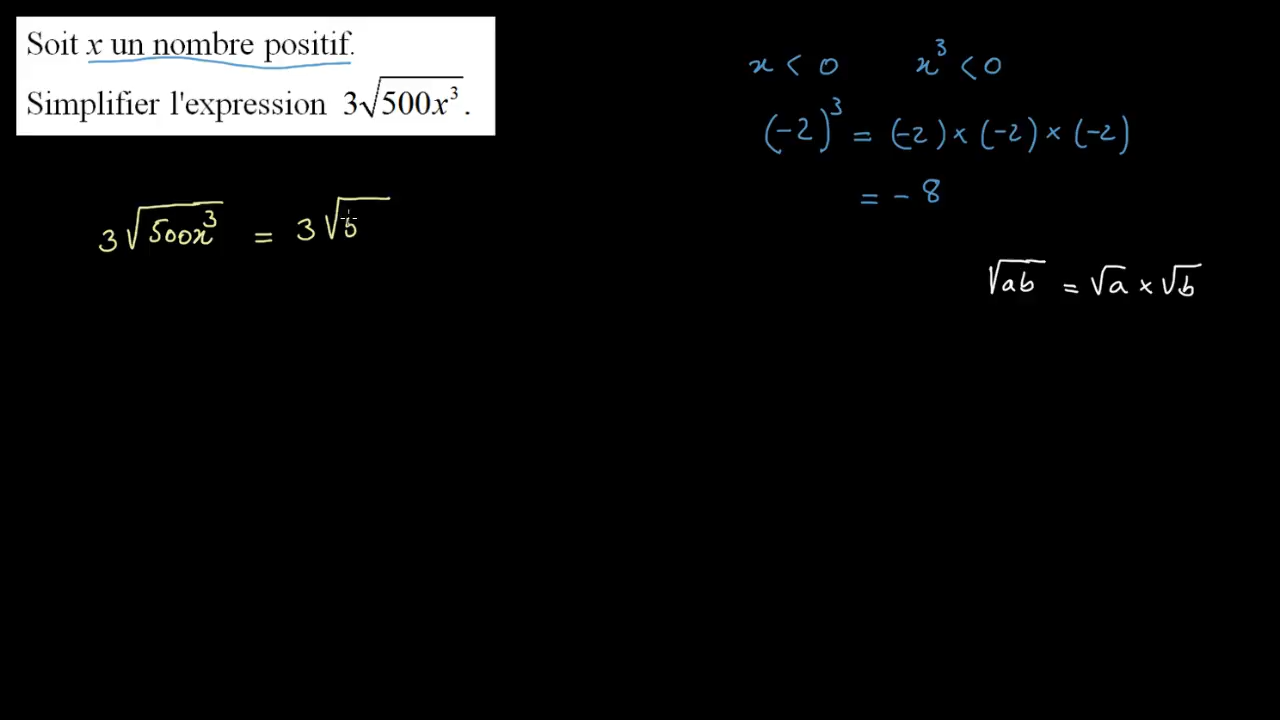 Soit x un nombre positif.
Simplifier l'expression 3√500x³.
x < 0 x³ < 0
(-2)³ = (-2) × (-2) × (-2)
= - 8
3√500x³ = 3√5
√ab = √a × √b